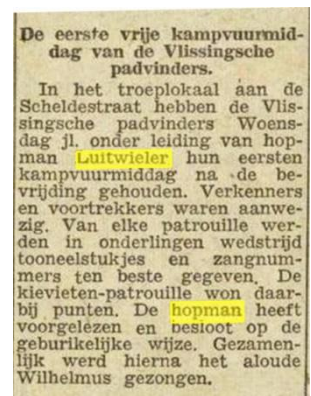 De eerste vrije kampvuurmid-
dag van de Vlissingsche
padvinders.
In het troeplokaal aan de
Scheldestraat hebben de Vlis-
singsche padvinders Woens-
dag jl. onder leiding van hop-
man Luitwieler hun eersten
kampvuurmiddag na de be-
vrijding gehouden. Verkenners
en voortrekkers waren aanwe-
zig. Van elke patrouille wer-
den in onderlingen wedstrijd
tooneelstukjes en zangnum-
mers ten beste gegeven. De
kievieten-patrouille won daar-
bij punten. De hopman heeft
voorgelezen en besloot op de
geburikelijke wijze. Gezamen-
lijk werd hierna het aloude
Wilhelmus gezongen.